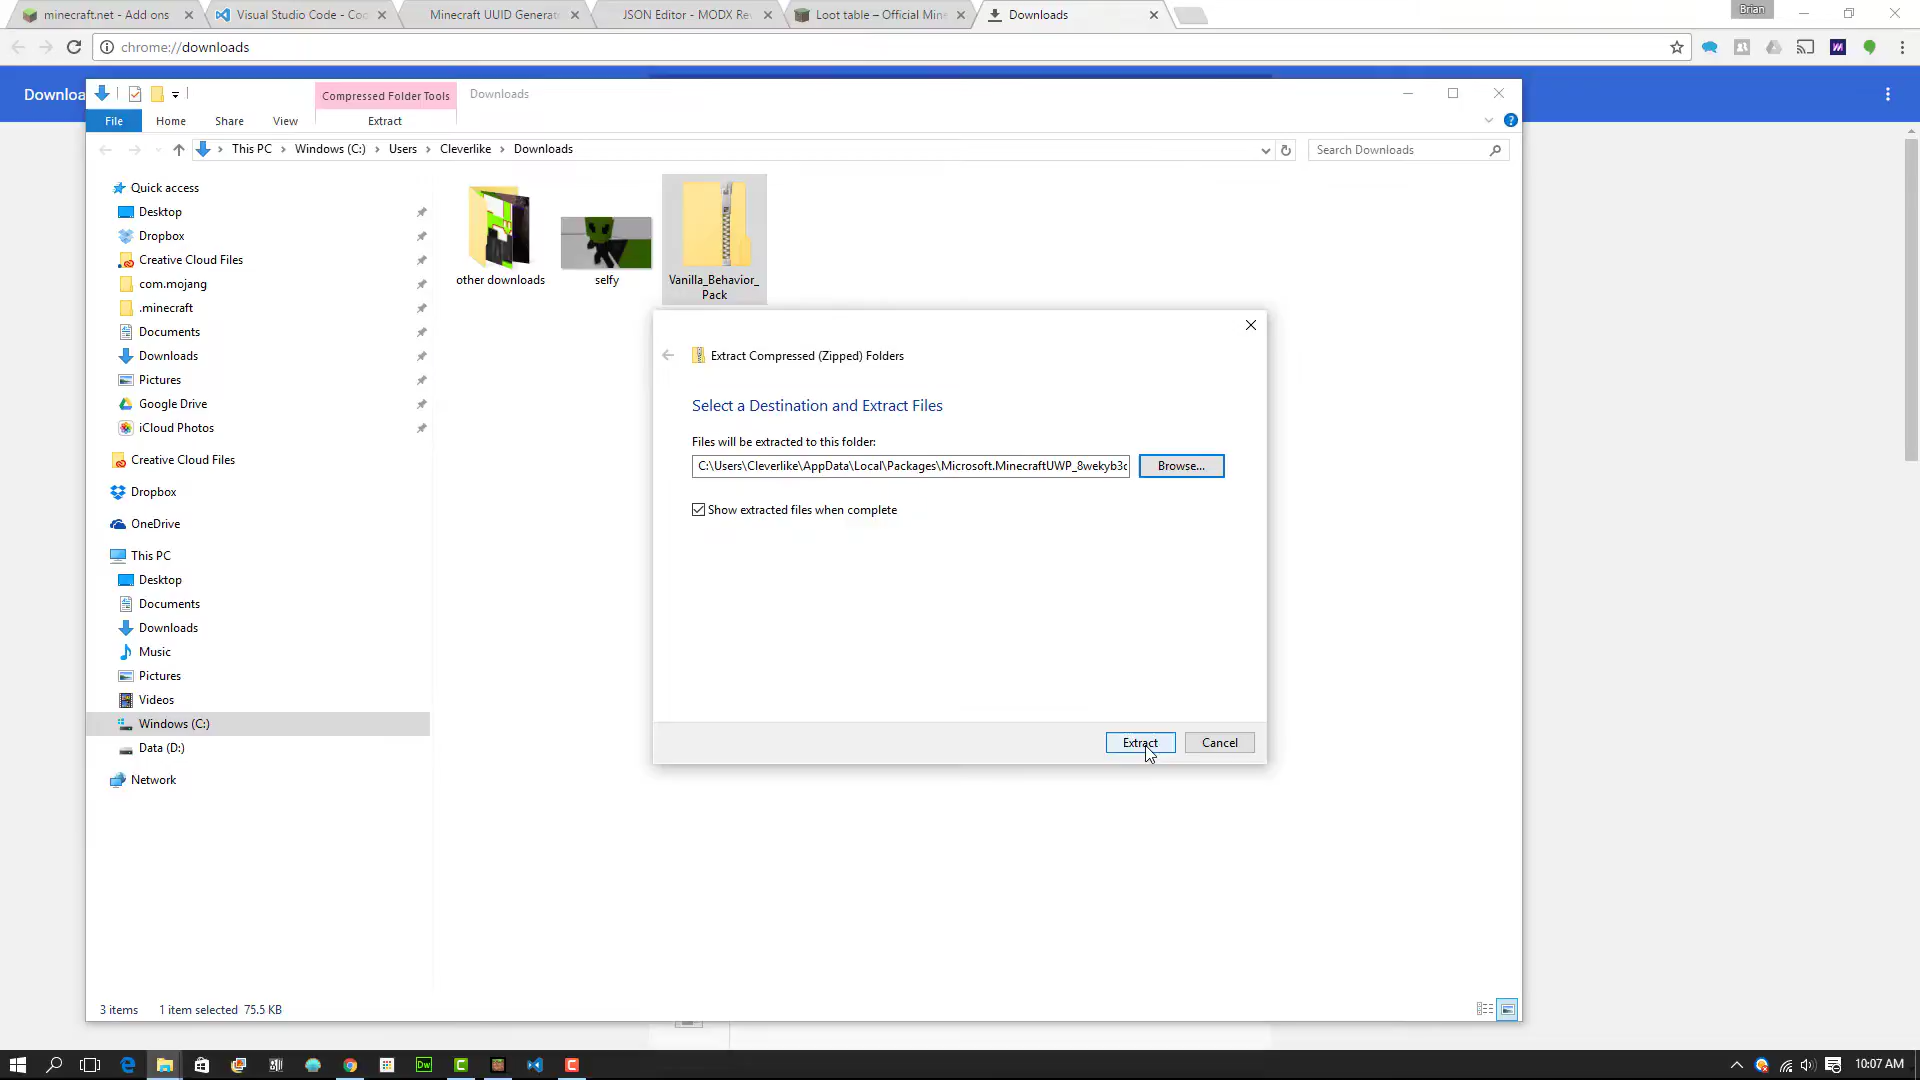 minecraft.net - Add ons
Visual Studio Code - Co
Minecraft UUID Generat
JSON Editor - MODX Re
Loot table – Official Min
Downloads
Brian
chrome://downloads
Downloa
Compressed Folder Tools
Downloads
File
Home
Share
View
Extract
This PC
Windows (C:)
Users
Cleverlike
Downloads
Search Downloads
Quick access
Desktop
Dropbox
Creative Cloud Files
com.mojang
.minecraft
Documents
Downloads
Pictures
Google Drive
iCloud Photos
Creative Cloud Files
Dropbox
OneDrive
This PC
Desktop
Documents
Downloads
Music
Pictures
Videos
Windows (C:)
Data (D:)
Network
other downloads
selfy
Vanilla_Behavior_
Pack
Extract Compressed (Zipped) Folders
Select a Destination and Extract Files
Files will be extracted to this folder:
C:\Users\Cleverlike\AppData\Local\Packages\Microsoft.MinecraftUWP_8wekyb3d
Browse...
Show extracted files when complete
Extract
Cancel
3 items
1 item selected 75.5 KB
Dw
10:07 AM